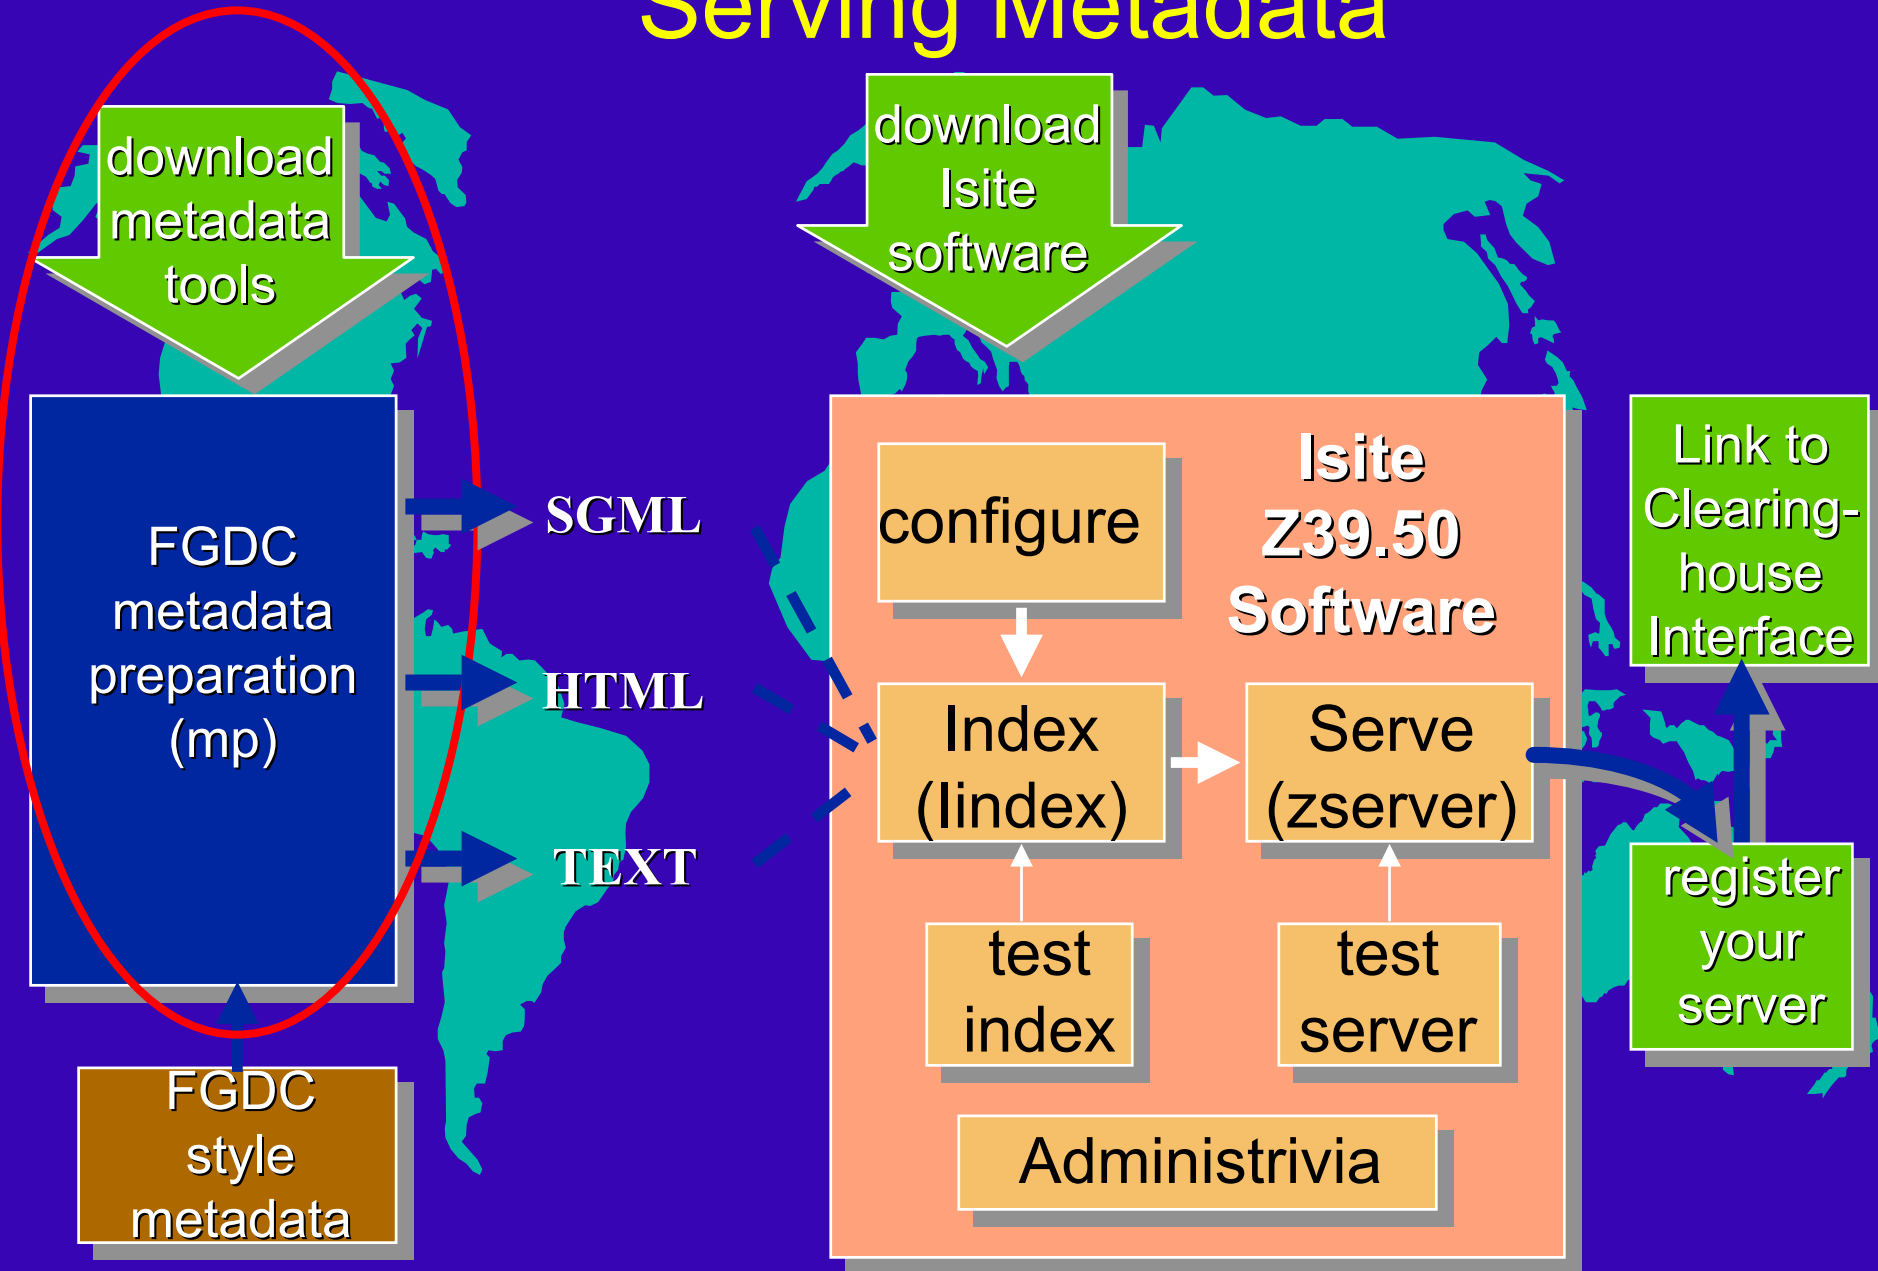 Serving Metadata
download
metadata
tools
download
Isite
software
FGDC
metadata
preparation
(mp)
SGML
HTML
TEXT
FGDC
style
metadata
Isite
Z39.50
Software
configure
Index
(Iindex)
Serve
(zserver)
test
index
test
server
Administrivia
Link to
Clearing-
house
Interface
register
your
server